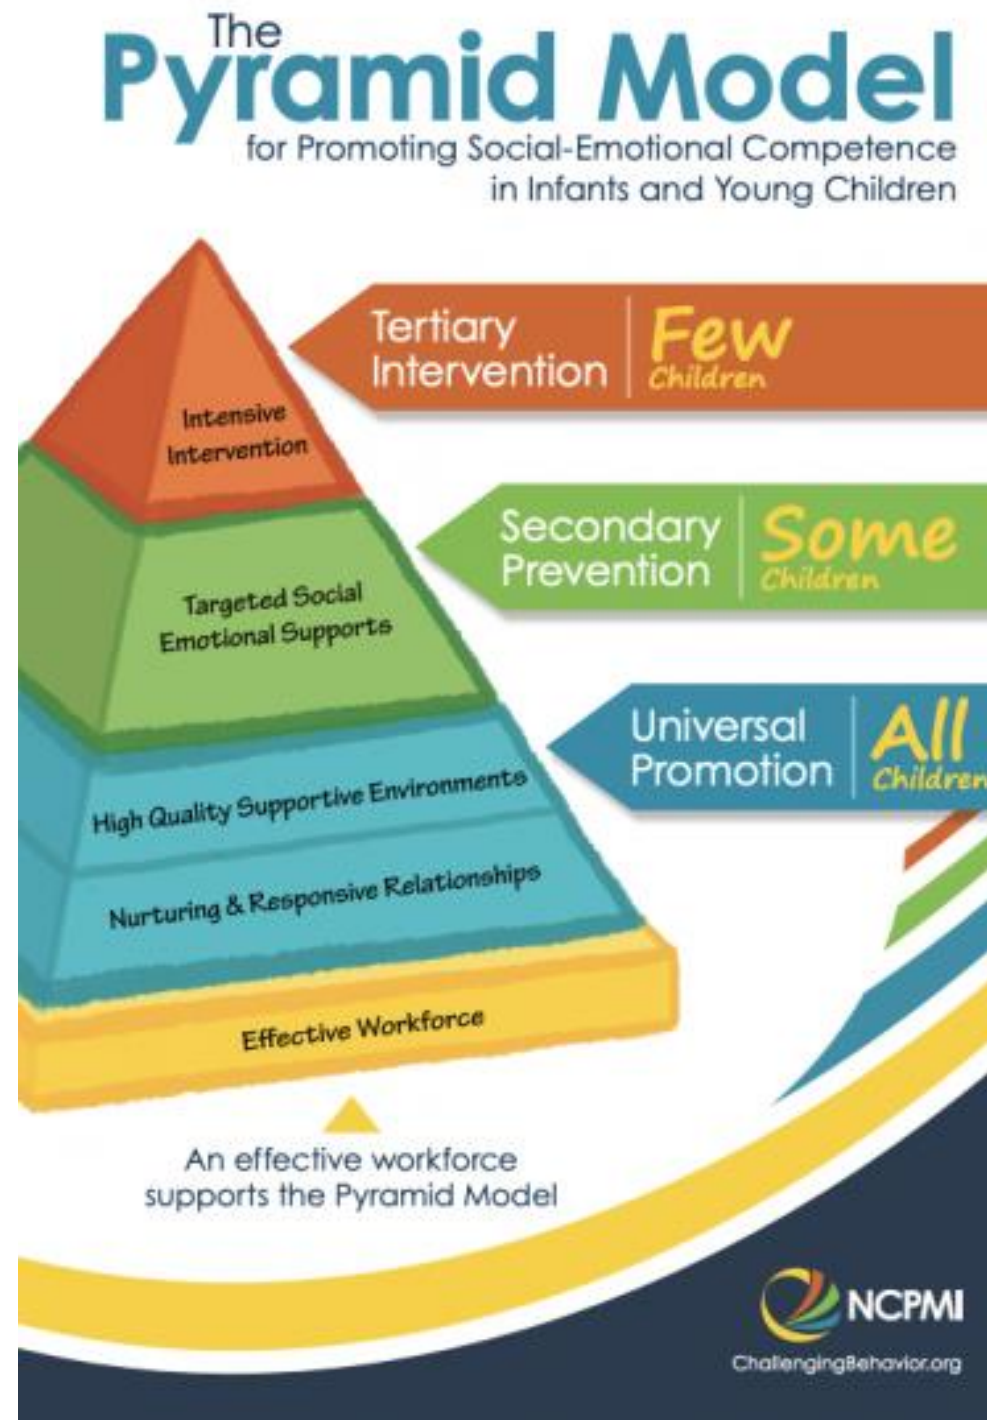 The
Pyramid Model
for Promoting Social-Emotional Competence
in Infants and Young Children
Tertiary
Intervention
Few
Children
Intensive
Intervention
Secondary
Prevention
Some
Children
Targeted Social
Emotional Supports
Universal
Promotion
All
Children
High Quality Supportive Environments
Nurturing & Responsive Relationships
Effective Workforce
An effective workforce
supports the Pyramid Model
NCPMI
ChallengingBehavior.org